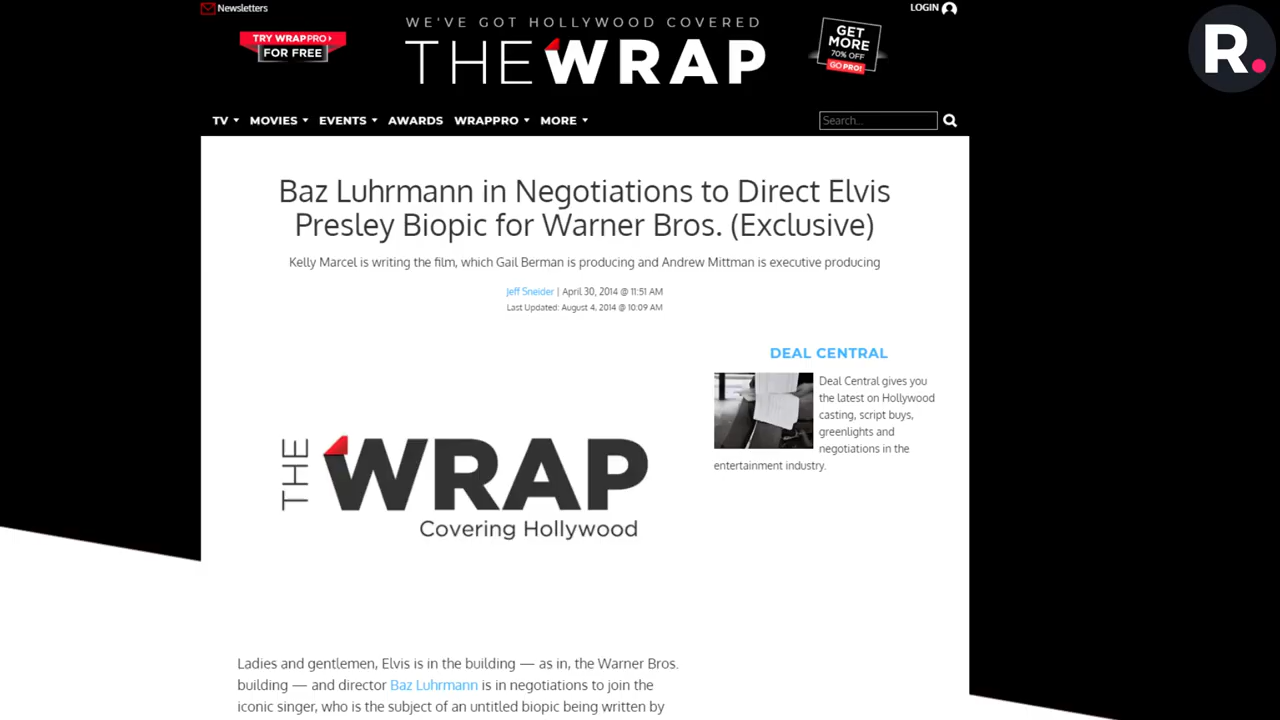 Newsletters
LOGIN
WE'VE GOT HOLLYWOOD COVERED
THE WRAP
TRY WRAPPRO
FOR FREE
GET
MORE
70% OFF
GO PRO!
R.
TV MOVIES EVENTS AWARDS WRAPPRO MORE
Search...
Baz Luhrmann in Negotiations to Direct Elvis
Presley Biopic for Warner Bros. (Exclusive)
Kelly Marcel is writing the film, which Gail Berman is producing and Andrew Mittman is executive producing
Jeff Sneider | April 30, 2014 @ 11:51 AM
Last Updated: August 4, 2014 @ 10:09 AM
DEAL CENTRAL
Deal Central gives you
the latest on Hollywood
casting, script buys,
greenlights and
negotiations in the
entertainment industry.
THE WRAP
Covering Hollywood
Ladies and gentlemen, Elvis is in the building — as in, the Warner Bros.
building — and director Baz Luhrmann is in negotiations to join the
iconic singer, who is the subject of an untitled biopic being written by